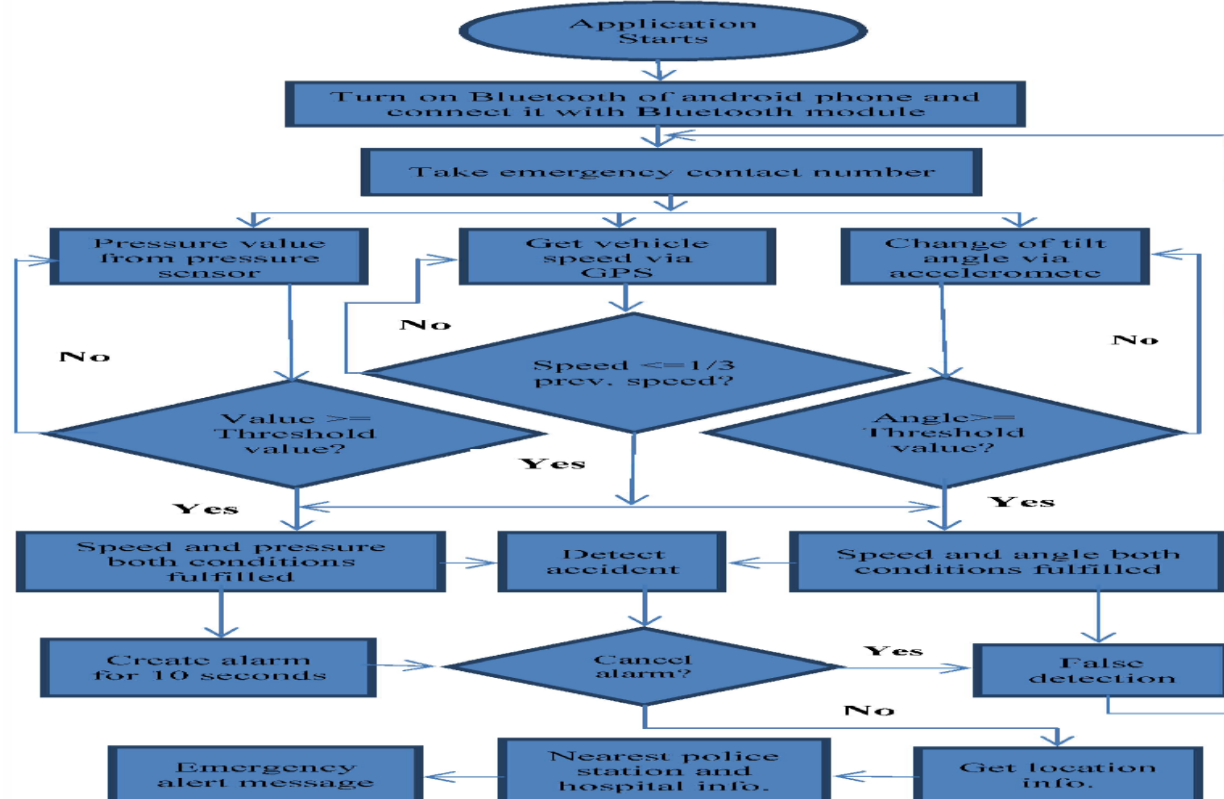 Application
Starts
Turn on Bluetooth of android phone and
connect it with Bluetooth module
Take emergency contact number
Pressure value
from pressure
sensor
Get vehicle
speed via
GPS
Change of tilt
angle via
acceleromete
No
No
No
Speed <=1/3
prev. speed?
Value >=
Threshold
value?
Angle>=
Threshold
value?
Yes
Yes
Yes
Speed and pressure
both conditions
fulfilled
Detect
accident
Speed and angle both
conditions fulfilled
Create alarm
for 10 seconds
Cancel
alarm?
Yes
False
detection
No
Emergency
alert message
Nearest police
station and
hospital info.
Get location
info.